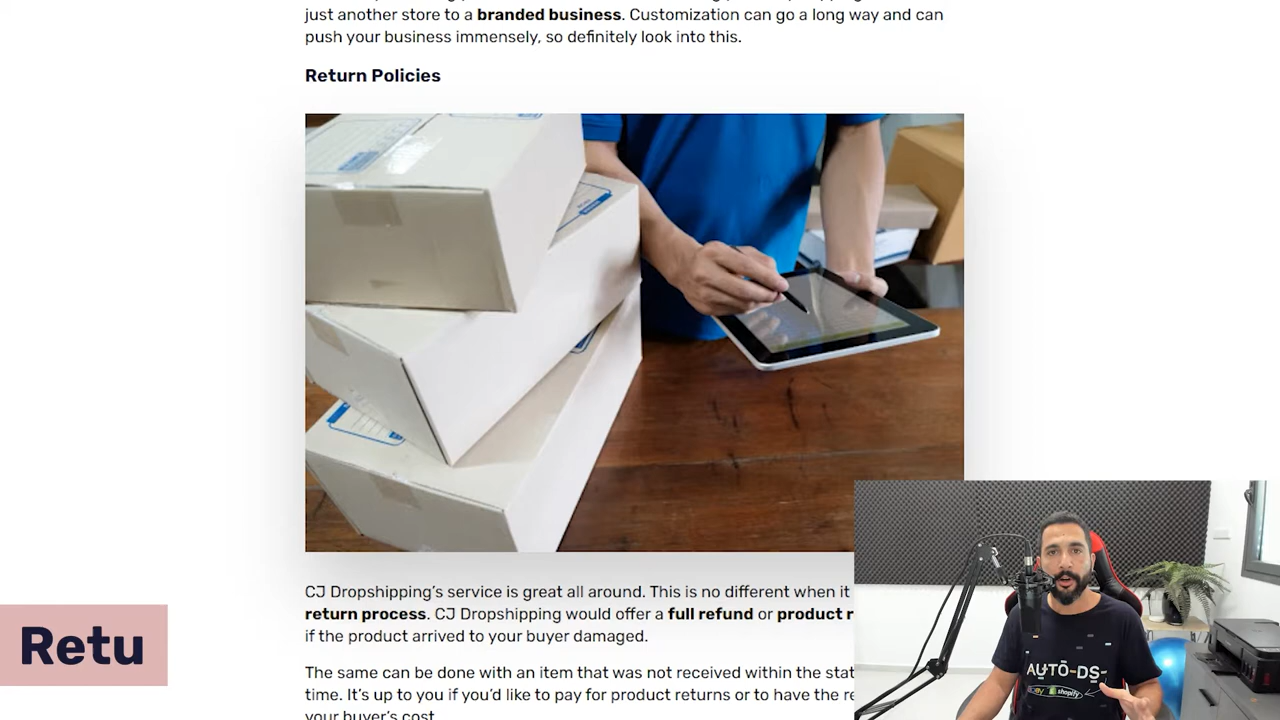 just another store to a branded business. Customization can go a long way and can
push your business immensely, so definitely look into this.
Return Policies
CJ Dropshipping's service is great all around. This is no different when it
return process. CJ Dropshipping would offer a full refund or product r
if the product arrived to your buyer damaged.
The same can be done with an item that was not received within the stat
time. It's up to you if you'd like to pay for product returns or to have the re
your buyer's cost.
Retu
AUTO-DS
ebay shopify